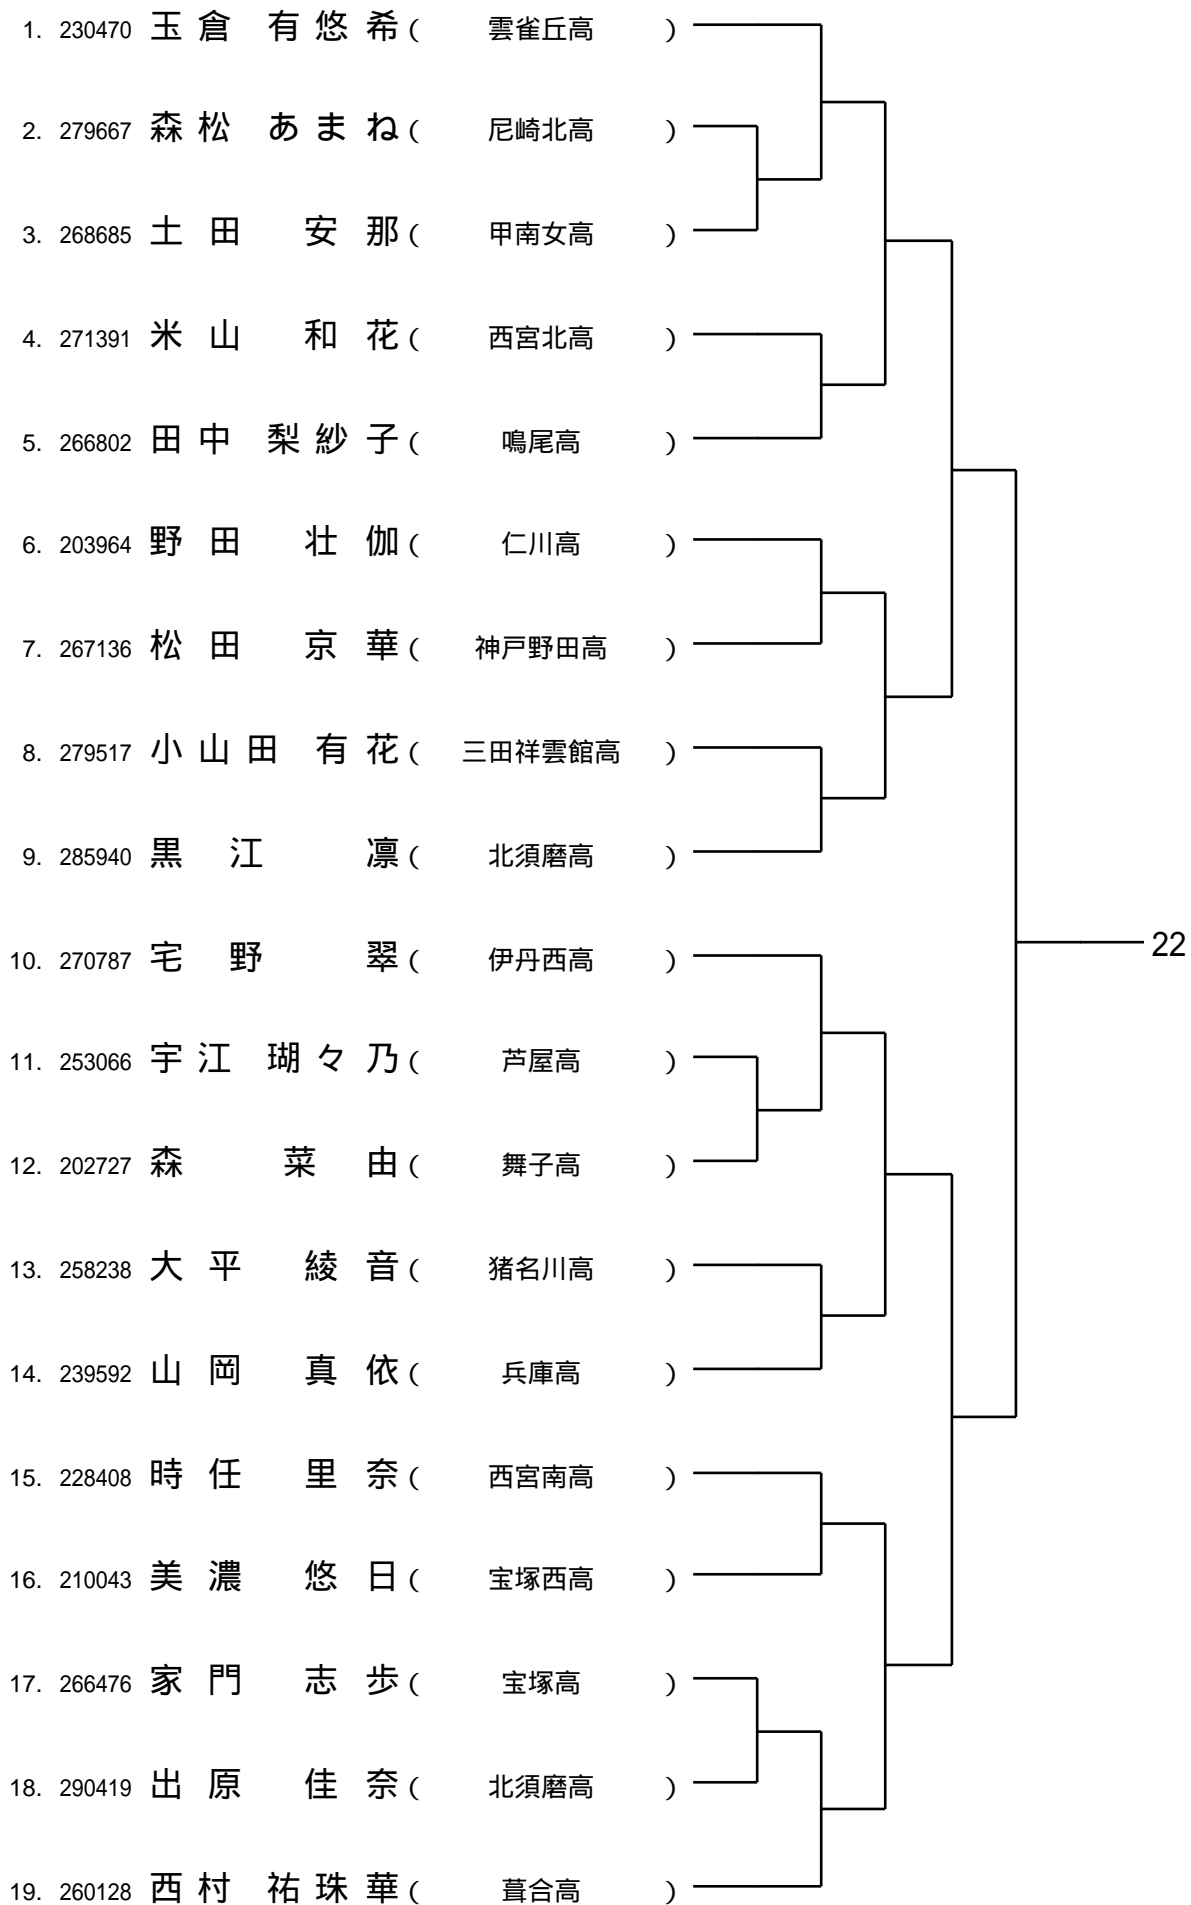 1. 230470 玉倉 有悠希 ( 雲雀丘高 )
2. 279667 森松 あまね ( 尼崎北高 )
3. 268685 土田 安那 ( 甲南女高 )
4. 271391 米山 和花 ( 西宮北高 )
5. 266802 田中 梨紗子 ( 鳴尾高 )
6. 203964 野田 壮伽 ( 仁川高 )
7. 267136 松田 京華 ( 神戸野田高 )
8. 279517 小山田 有花 ( 三田祥雲館高 )
9. 285940 黒江 凛 ( 北須磨高 )
22
10. 270787 宅野 翠 ( 伊丹西高 )
11. 253066 宇江 瑚々乃 ( 芦屋高 )
12. 202727 森 菜由 ( 舞子高 )
13. 258238 大平 綾音 ( 猪名川高 )
14. 239592 山岡 真依 ( 兵庫高 )
15. 228408 時任 里奈 ( 西宮南高 )
16. 210043 美濃 悠日 ( 宝塚西高 )
17. 266476 家門 志歩 ( 宝塚高 )
18. 290419 出原 佳奈 ( 北須磨高 )
19. 260128 西村 祐珠華 ( 葺合高 )